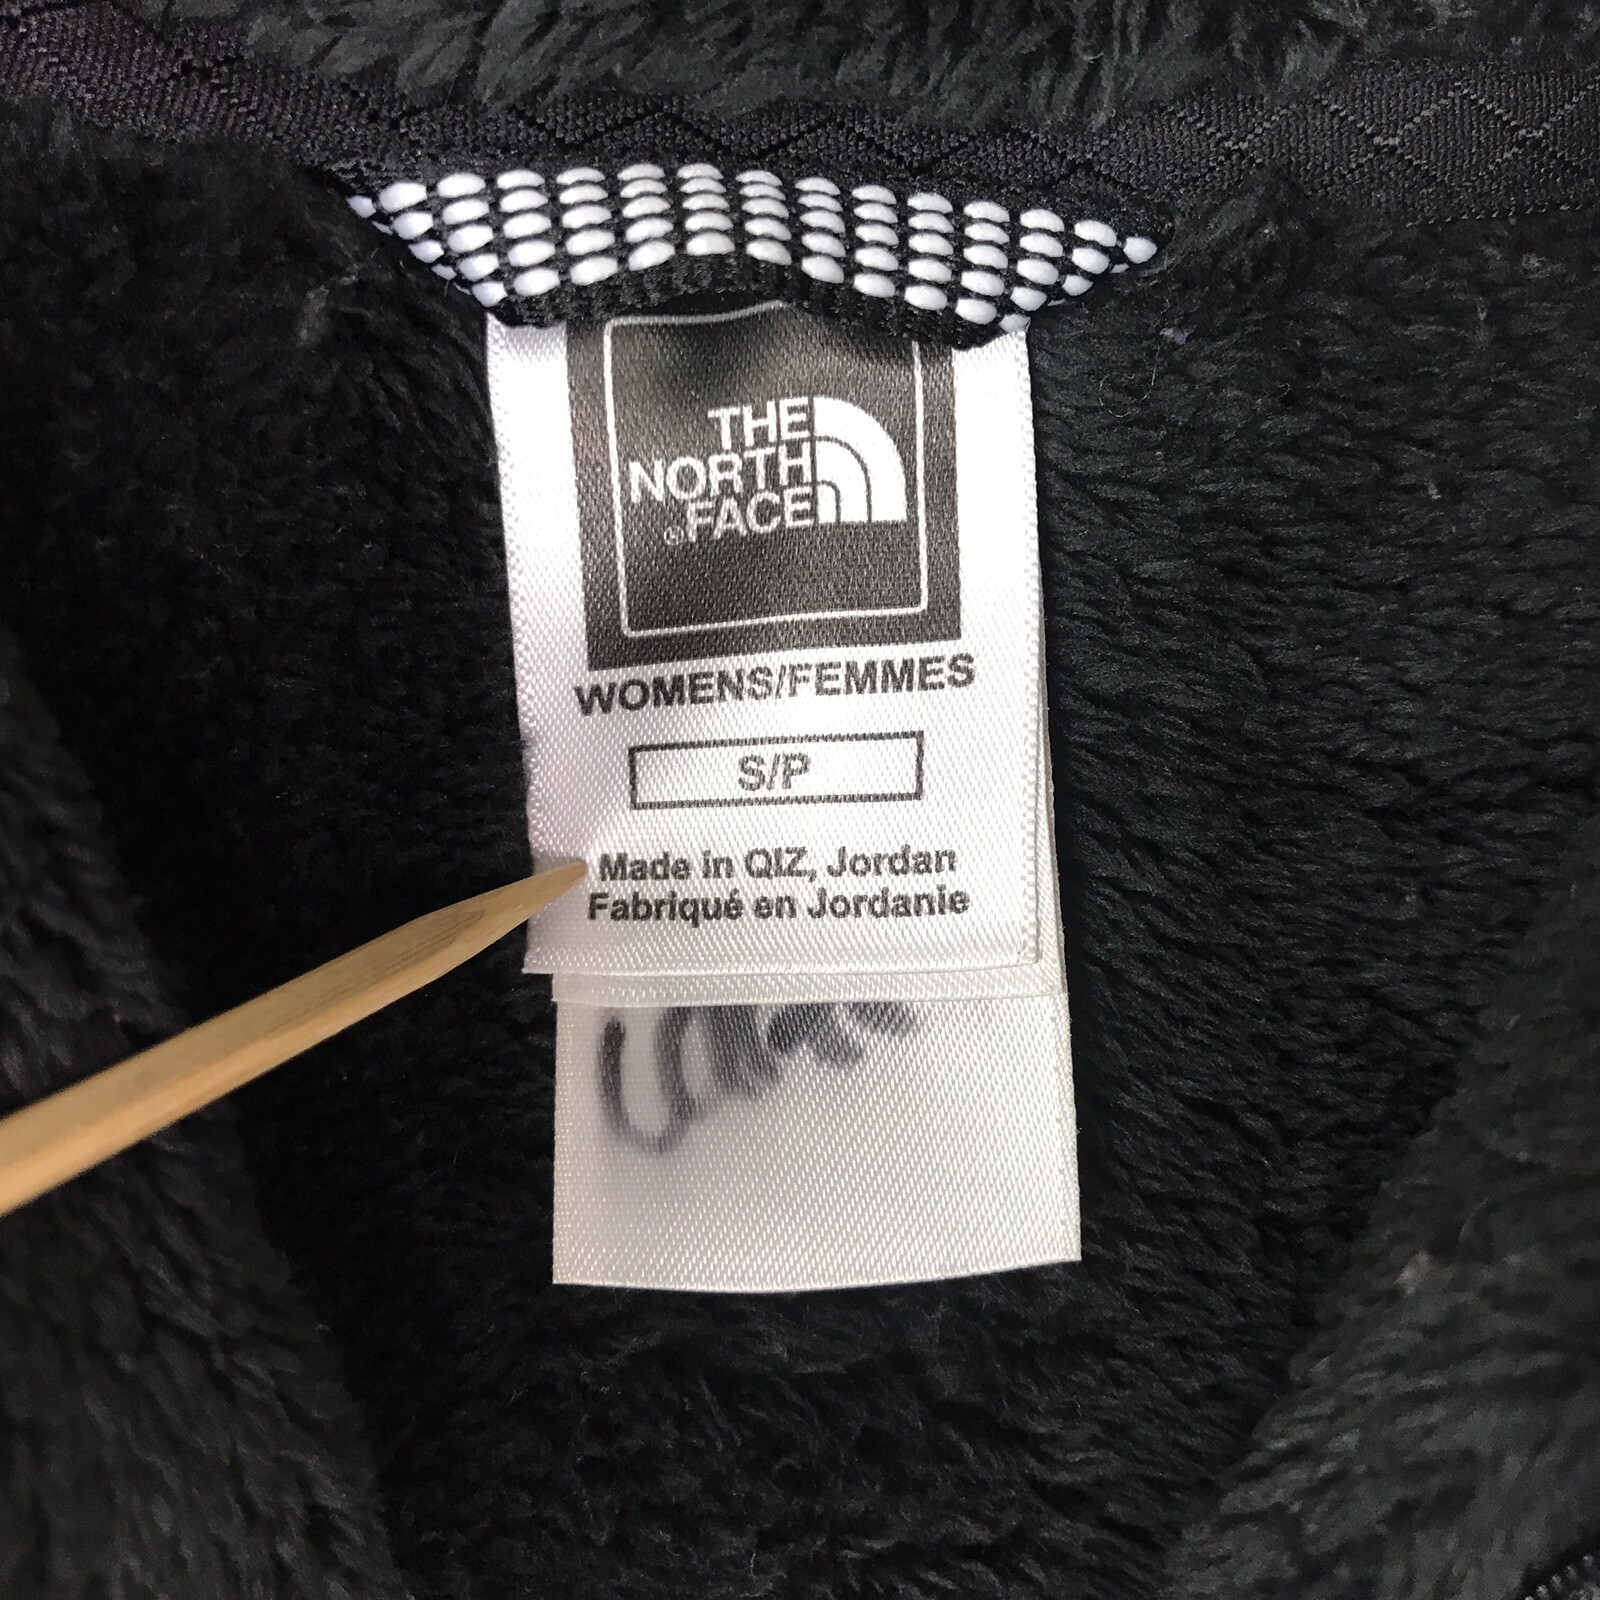 THE
NORTH
FACE
WOMENS/FEMMES
S/P
Made in QIZ, Jordan
Fabriqué en Jordanie